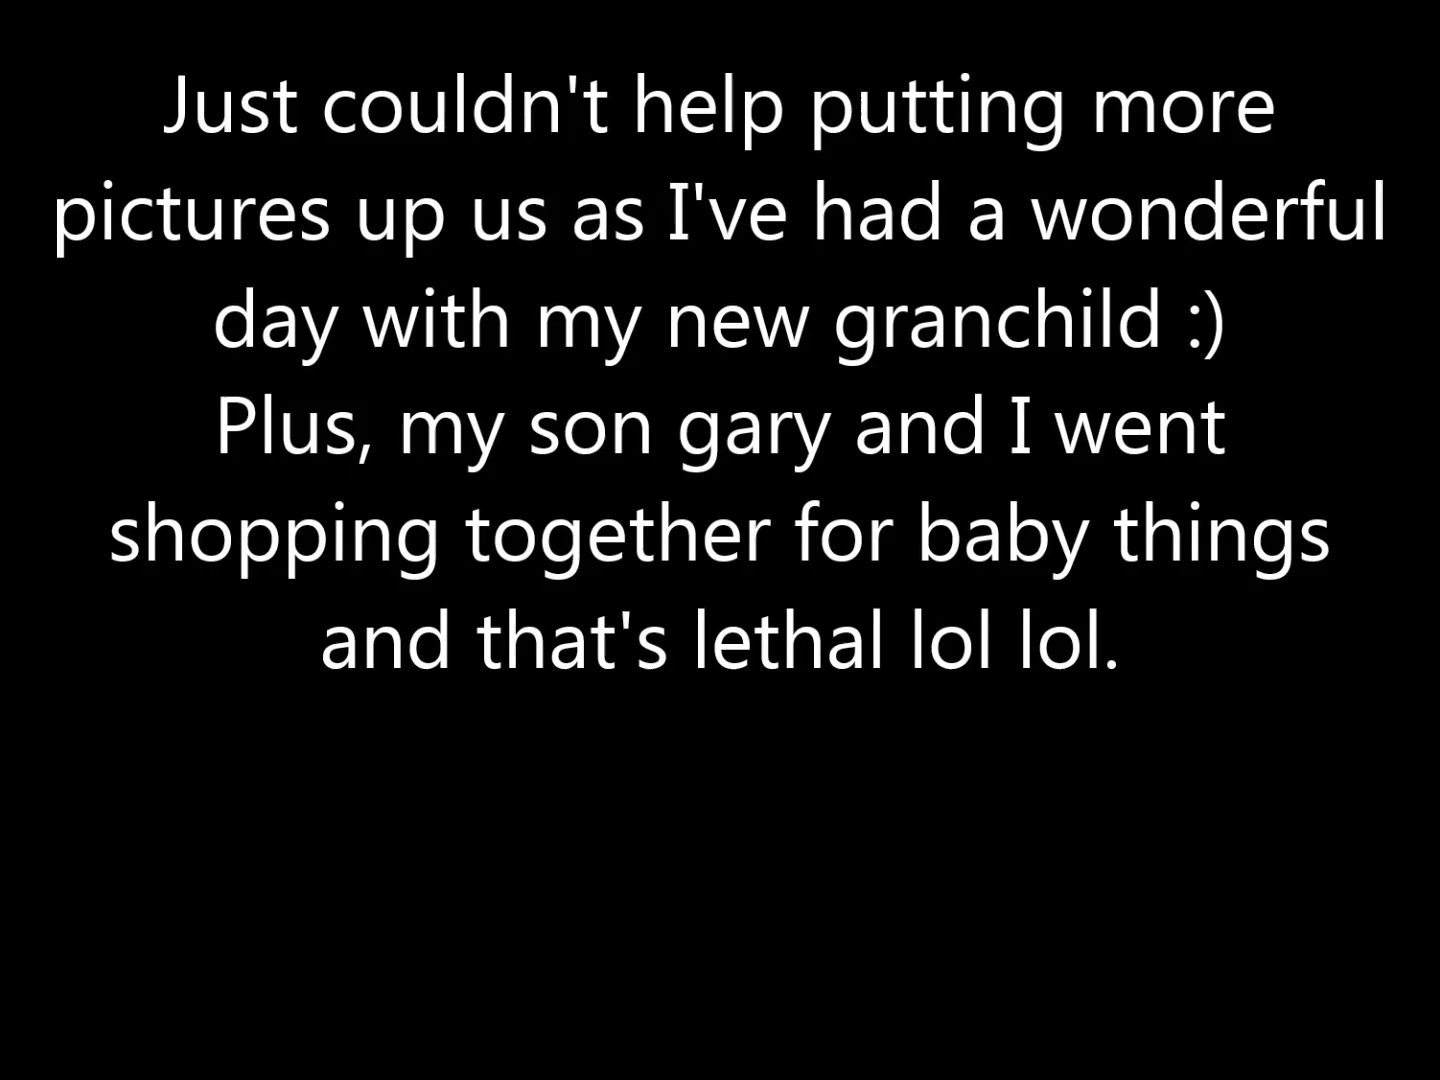 Just couldn't help putting more
pictures up us as I've had a wonderful
day with my new granchild :)
Plus, my son gary and I went
shopping together for baby things
and that's lethal lol lol.